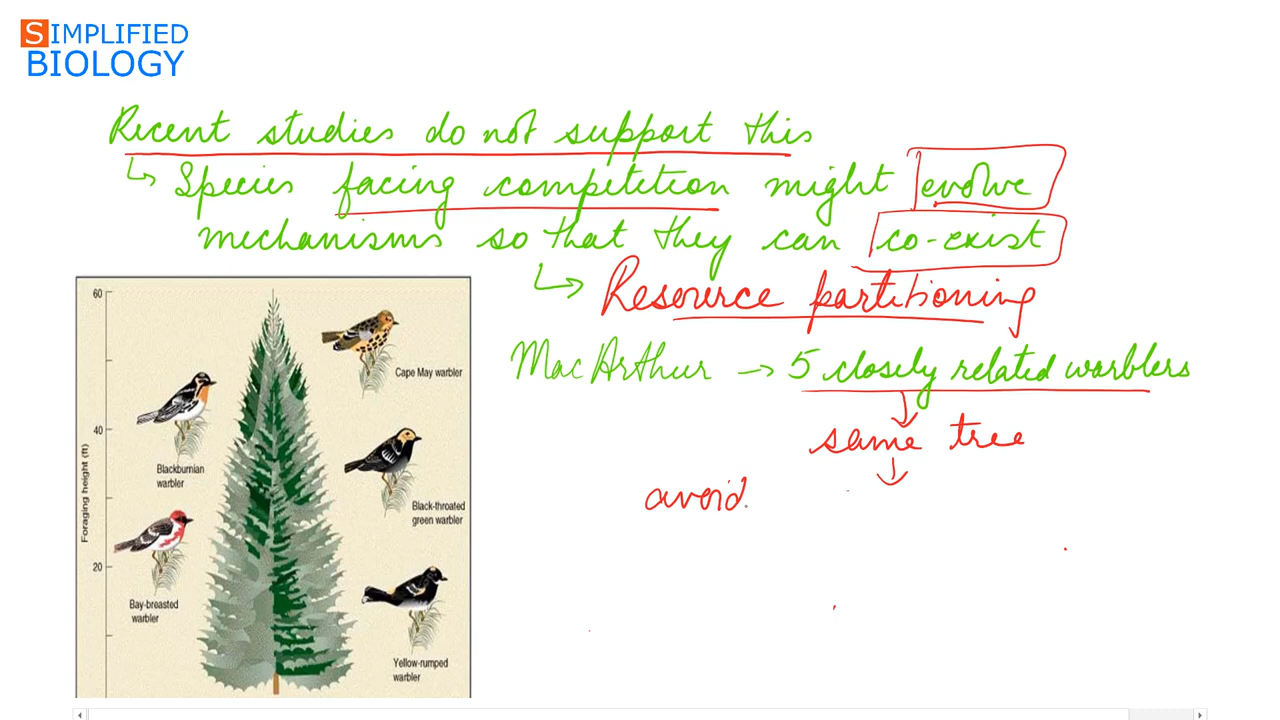 SIMPLIFIED
BIOLOGY
Recent studies do not support this
↳ Species facing competition might evolve
mechanisms so that they can co-exist
↳ Resource partitioning
MacArthur → 5 closely related warblers
same tree
avoid
60
40
20
Foraging height (ft)
Cape May warbler
Blackburnian
warbler
Black-throated
green warbler
Bay-breasted
warbler
Yellow-rumped
warbler